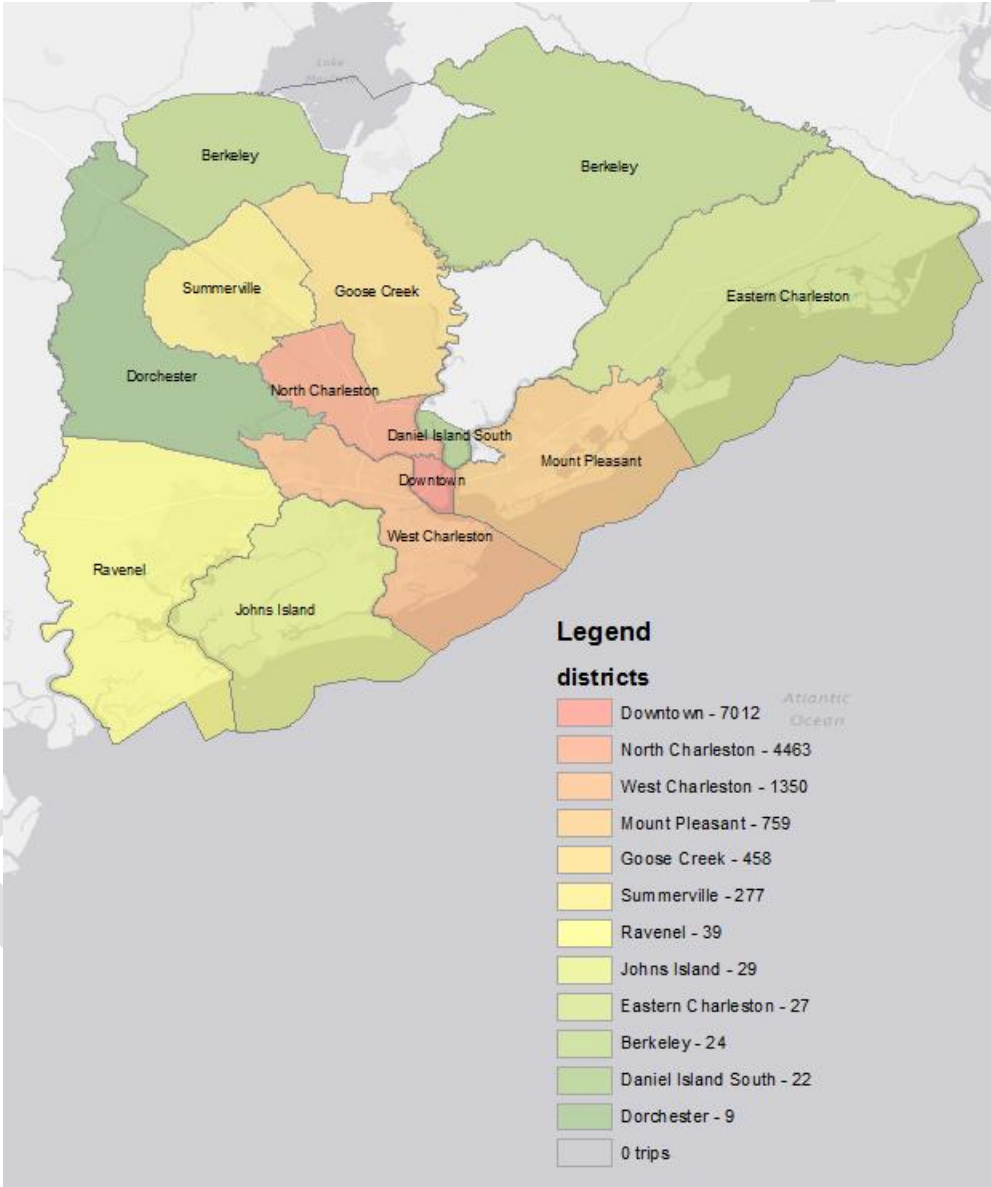 Lake
Berkeley
Berkeley
Summerville
Goose Creek
Eastern Charleston
Dorchester
North Charleston
Daniel Island South
Mount Pleasant
Downtown
West Charleston
Ravenel
Johns Island
Legend
districts
Atlantic
Ocean
Downtown - 7012
North Charleston - 4463
West Charleston - 1350
Mount Pleasant - 759
Goose Creek - 458
Summerville - 277
Ravenel - 39
Johns Island - 29
Eastern Charleston - 27
Berkeley - 24
Daniel Island South - 22
Dorchester - 9
0 trips